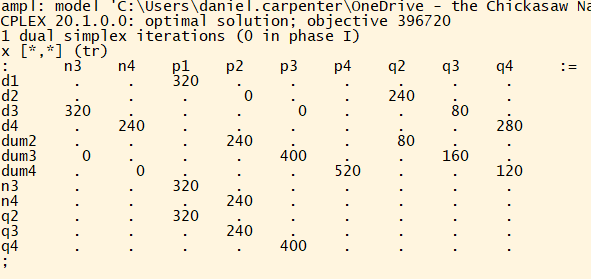 ampl: model 'C:\Users\daniel.carpenter\OneDrive - the Chickasaw Na
CPLEX 20.1.0.0: optimal solution; objective 396720
1 dual simplex iterations (0 in phase I)
x [*,*] (tr)
:      n3    n4    p1    p2    p3    p4    q2    q3    q4    :=
d1      .     .   320     .     .     .     .     .     .
d2      .     .     .     0     .     .   240     .     .
d3    320     .     .     .     0     .     .    80     .
d4      .   240     .     .     .     .     .     .   280
dum2    .     .     .   240     .     .    80     .     .
dum3    0     .     .     .   400     .     .   160     .
dum4    .     0     .     .     .   520     .     .   120
n3      .     .   320     .     .     .     .     .     .
n4      .     .     .   240     .     .     .     .     .
q2      .     .   320     .     .     .     .     .     .
q3      .     .     .   240     .     .     .     .     .
q4      .     .     .     .   400     .     .     .     .
;